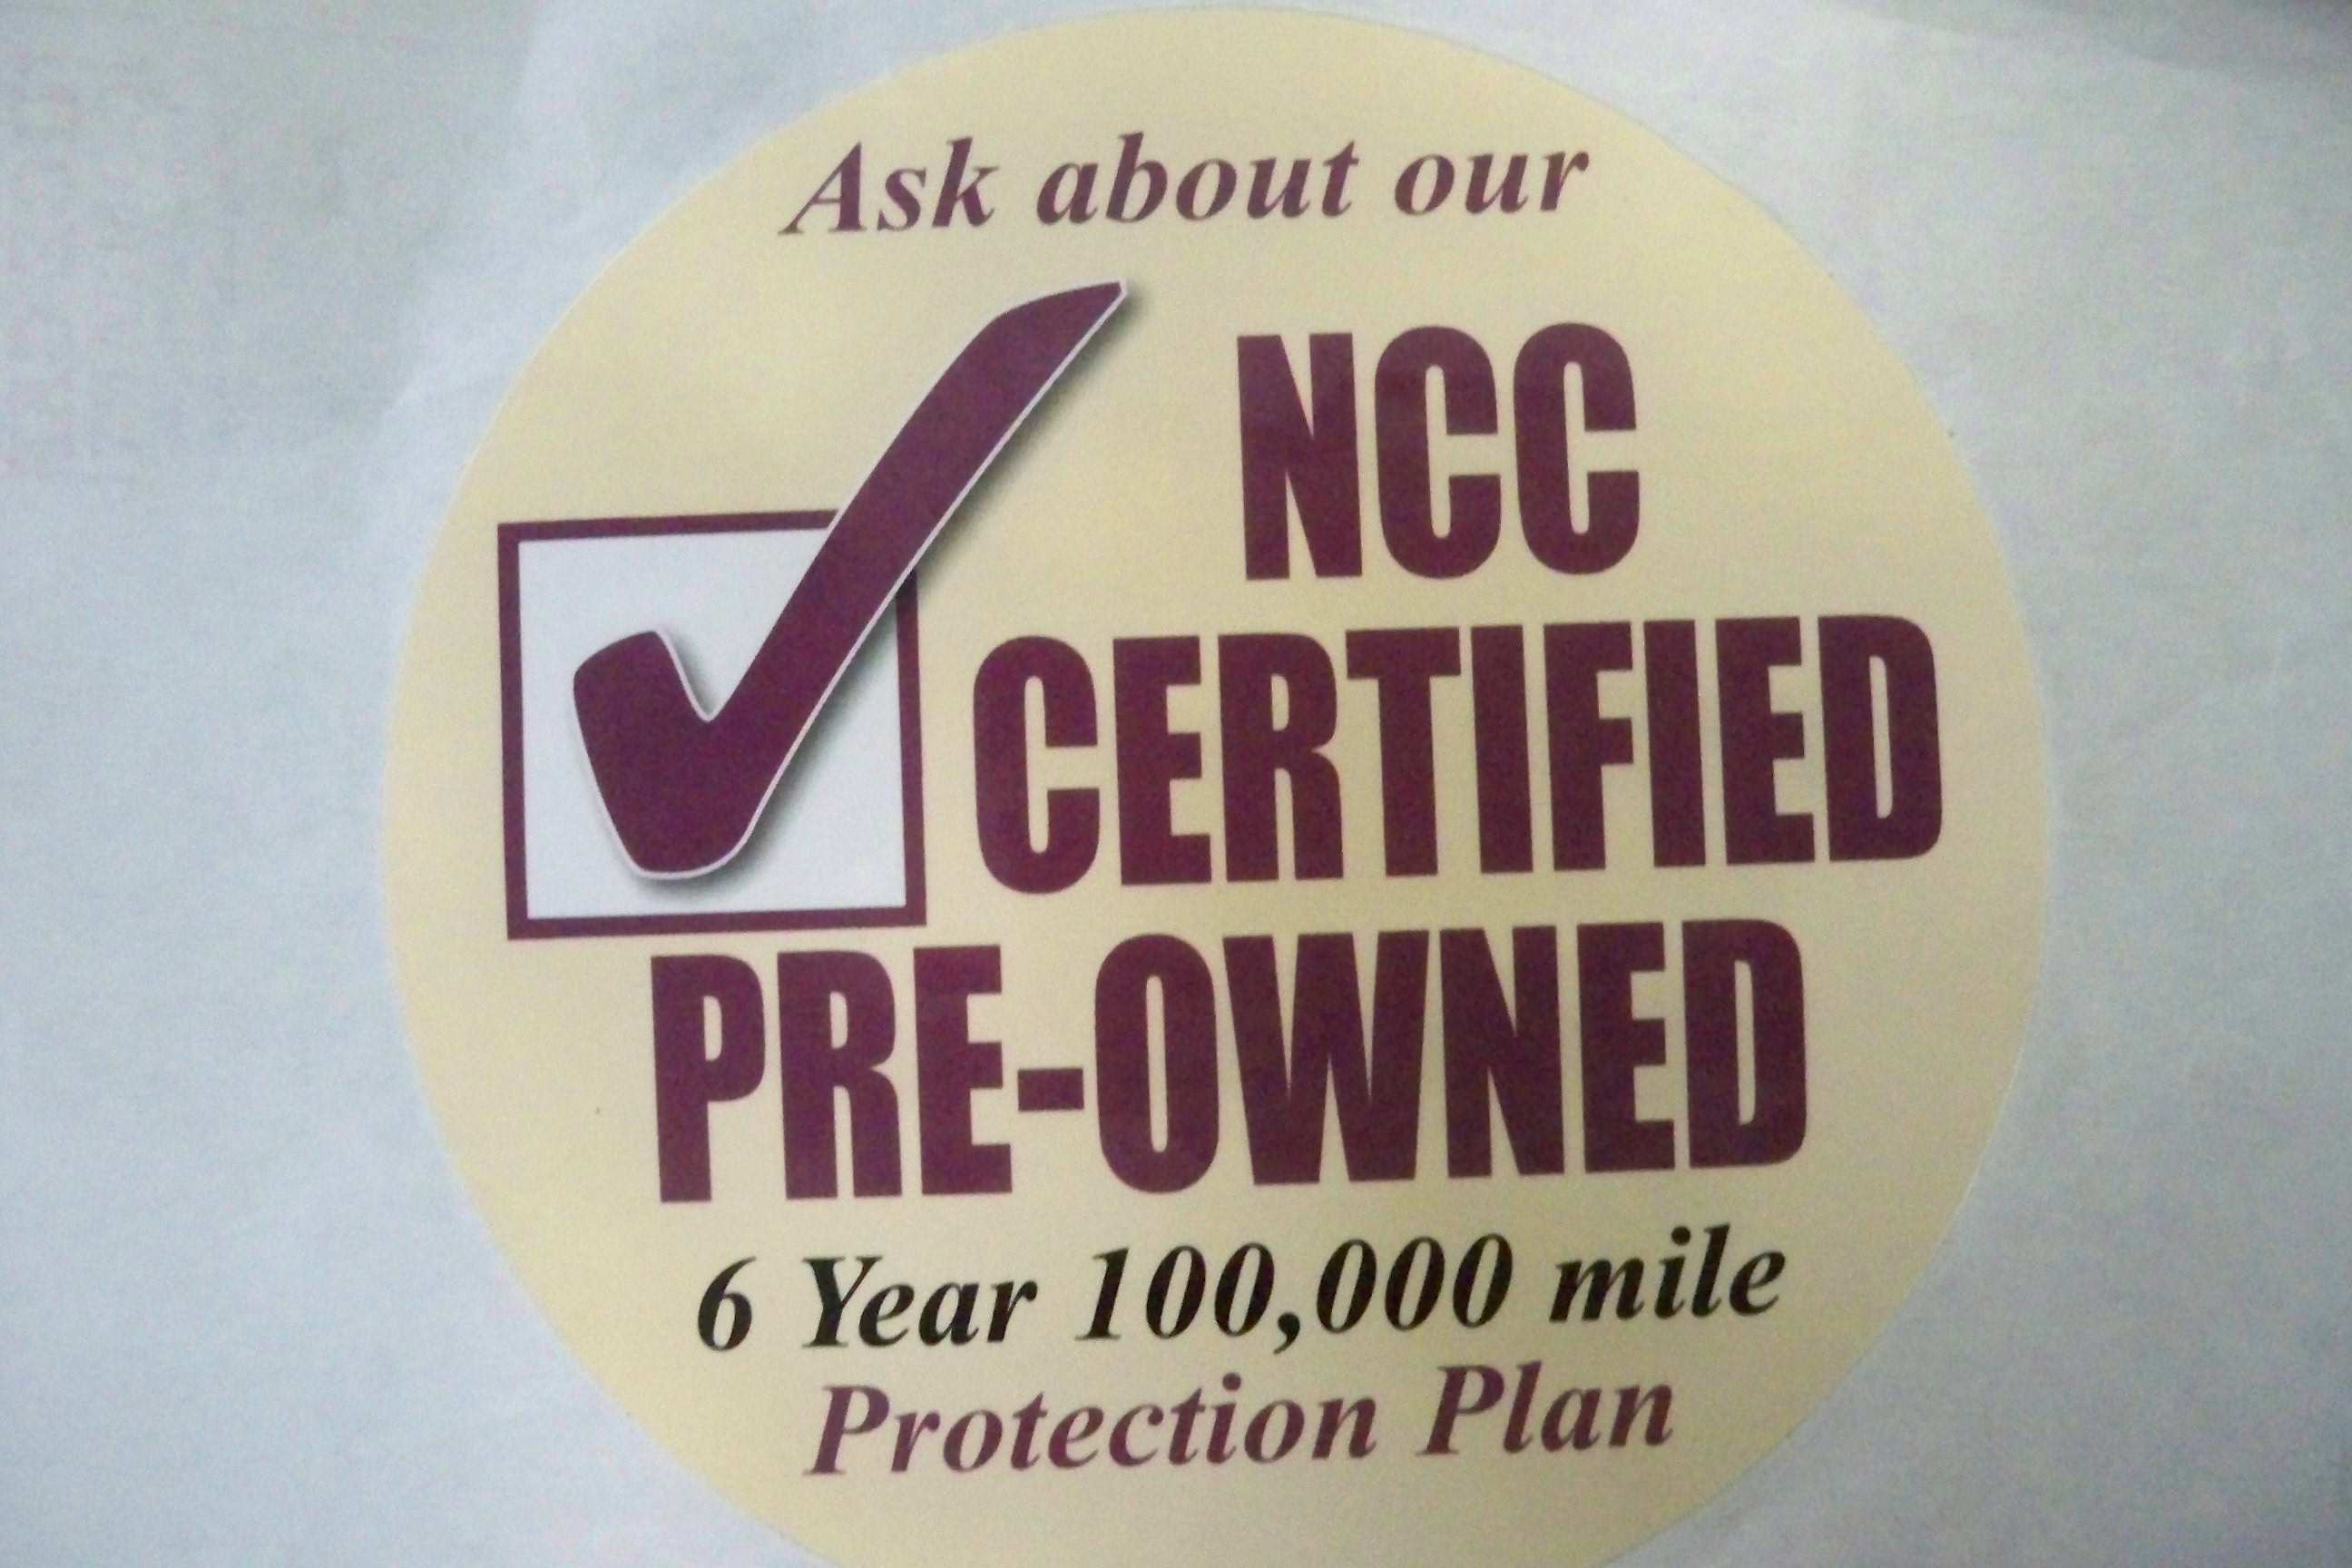 Ask about our
NCC
CERTIFIED
PRE-OWNED
6 Year 100,000 mile
Protection Plan